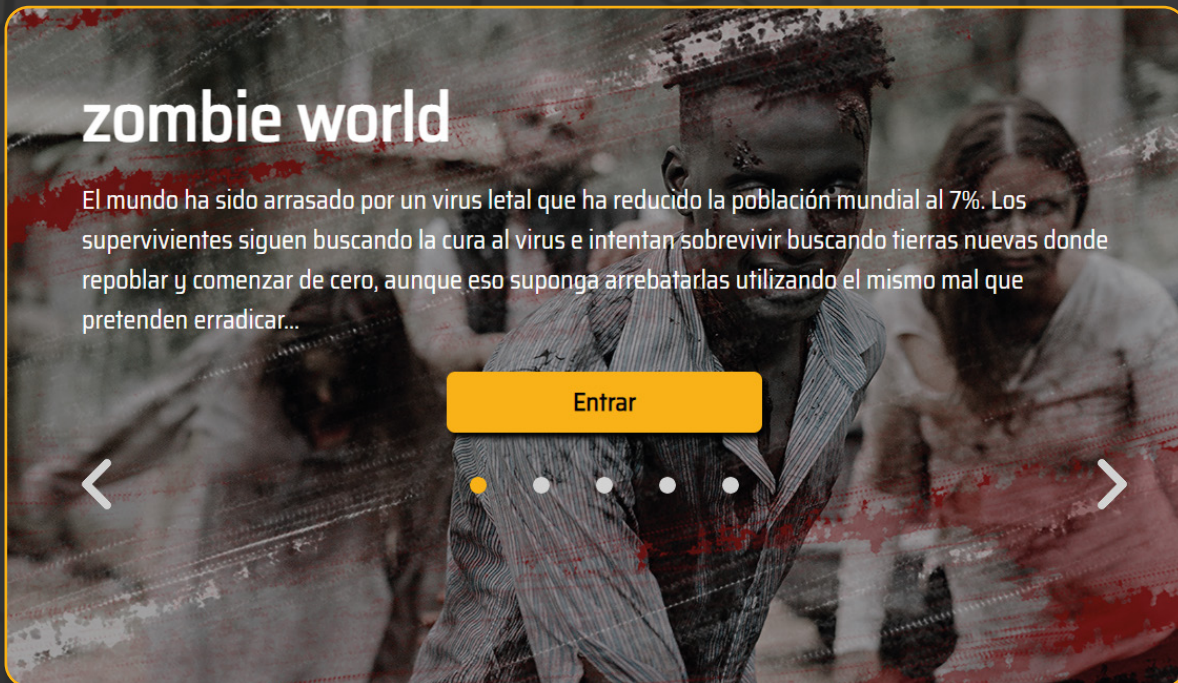 zombie world
El mundo ha sido arrasado por un virus letal que ha reducido la población mundial al 7%. Los
supervivientes siguen buscando la cura al virus e intentan sobrevivir buscando tierras nuevas donde
repoblar y comenzar de cero, aunque eso suponga arrebatarlas utilizando el mismo mal que
pretenden erradicar...
Entrar